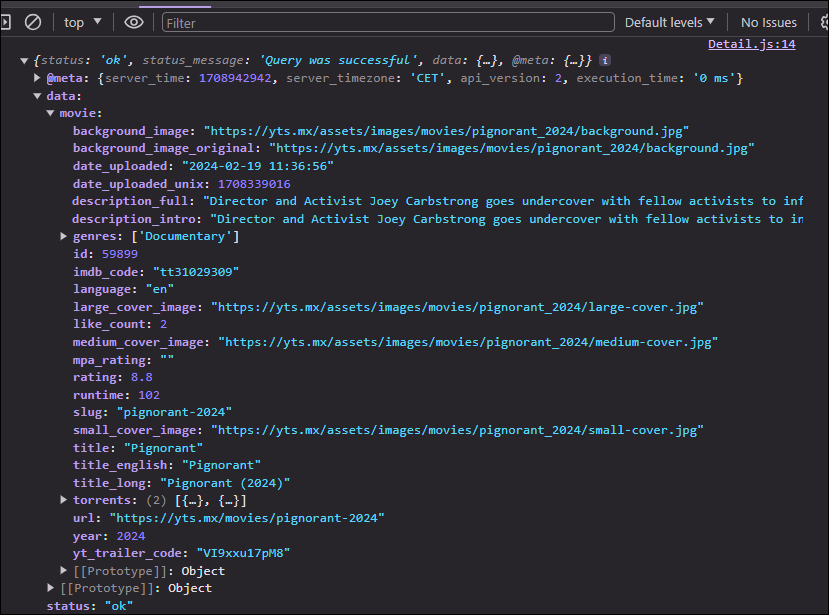 top ▼ Filter Default levels ▼ No Issues
Detail.js:14
▼ {status: 'ok', status_message: 'Query was successful', data: {…}, @meta: {…}} i
▶ @meta: {server_time: 1708942942, server_timezone: 'CET', api_version: 2, execution_time: '0 ms'}
▼ data:
▼ movie:
background_image: "https://yts.mx/assets/images/movies/pignorant_2024/background.jpg"
background_image_original: "https://yts.mx/assets/images/movies/pignorant_2024/background.jpg"
date_uploaded: "2024-02-19 11:36:56"
date_uploaded_unix: 1708339016
description_full: "Director and Activist Joey Carbstrong goes undercover with fellow activists to inf
description_intro: "Director and Activist Joey Carbstrong goes undercover with fellow activists to in
▶ genres: ['Documentary']
id: 59899
imdb_code: "tt31029309"
language: "en"
large_cover_image: "https://yts.mx/assets/images/movies/pignorant_2024/large-cover.jpg"
like_count: 2
medium_cover_image: "https://yts.mx/assets/images/movies/pignorant_2024/medium-cover.jpg"
mpa_rating: ""
rating: 8.8
runtime: 102
slug: "pignorant-2024"
small_cover_image: "https://yts.mx/assets/images/movies/pignorant_2024/small-cover.jpg"
title: "Pignorant"
title_english: "Pignorant"
title_long: "Pignorant (2024)"
▶ torrents: (2) [{…}, {…}]
url: "https://yts.mx/movies/pignorant-2024"
year: 2024
yt_trailer_code: "VI9xxu17pM8"
▶ [[Prototype]]: Object
▶ [[Prototype]]: Object
status: "ok"